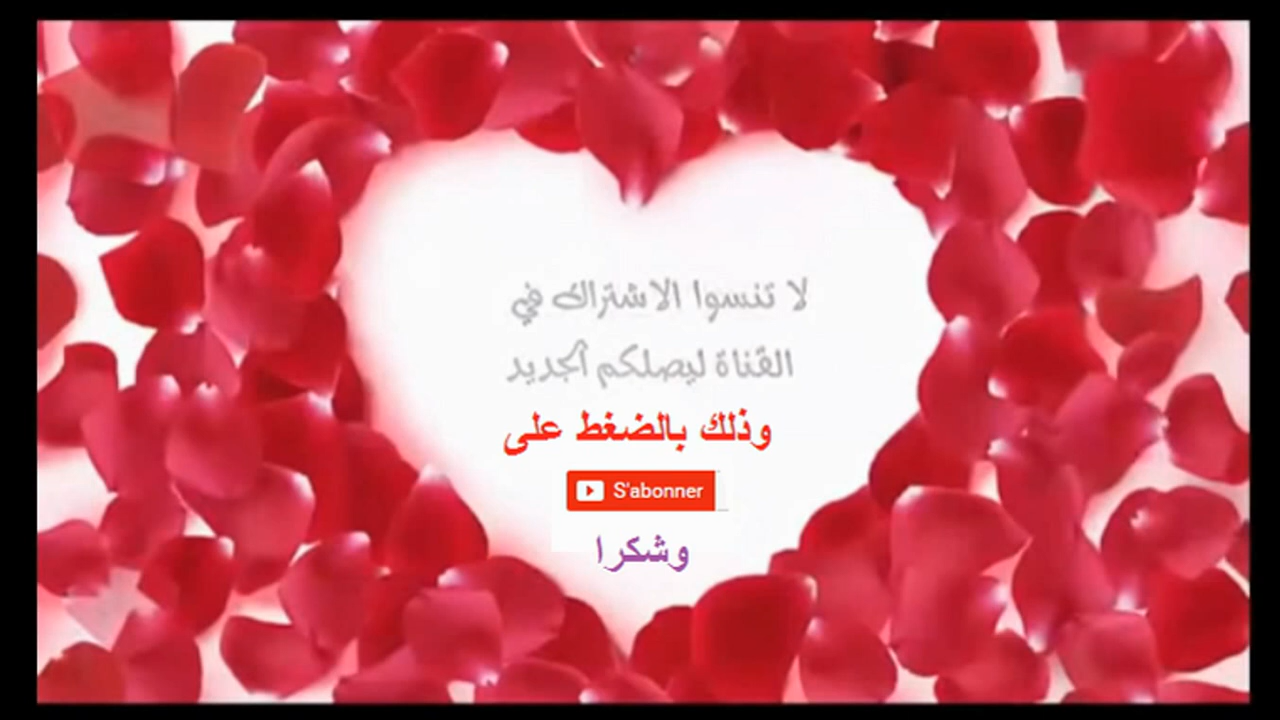 لا تنسوا الاشتراك في
القناة ليصلكم الجديد
وذلك بالضغط على
S'abonner
وشكرا